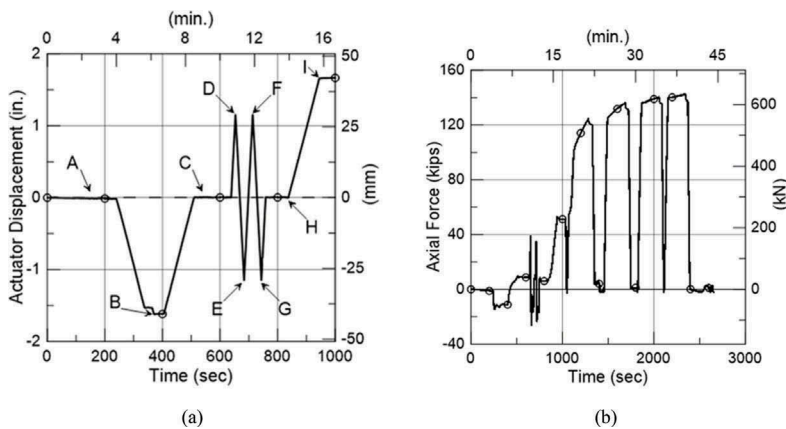 (min.)
0 4 8 12 16
2 50
I
D F
1 25
A C
0 0
H
-1 -25
B E G
-2 -50
0 200 400 600 800 1000
Time (sec)
Actuator Displacement (in.)
(mm)
(a)
(min.)
0 15 30 45
160
120 600
80 400
40 200
0 0
-40
0 1000 2000 3000
Time (sec)
Axial Force (kips)
(kN)
(b)